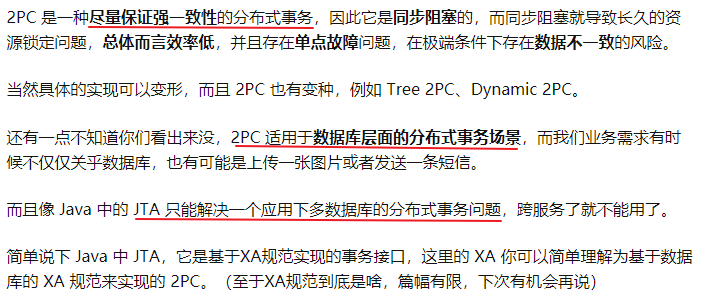 2PC 是一种尽量保证强一致性的分布式事务，因此它是同步阻塞的，而同步阻塞就导致长久的资
源锁定问题，总体而言效率低，并且存在单点故障问题，在极端条件下存在数据不一致的风险。
当然具体的实现可以变形，而且 2PC 也有变种，例如 Tree 2PC、Dynamic 2PC。
还有一点不知道你们看出来没，2PC 适用于数据库层面的分布式事务场景，而我们业务需求有时
候不仅仅关乎数据库，也有可能是上传一张图片或者发送一条短信。
而且像 Java 中的 JTA 只能解决一个应用下多数据库的分布式事务问题，跨服务了就不能用了。
简单说下 Java 中 JTA，它是基于XA规范实现的事务接口，这里的 XA 你可以简单理解为基于数据
库的 XA 规范来实现的 2PC。（至于XA规范到底是啥，篇幅有限，下次有机会再说）